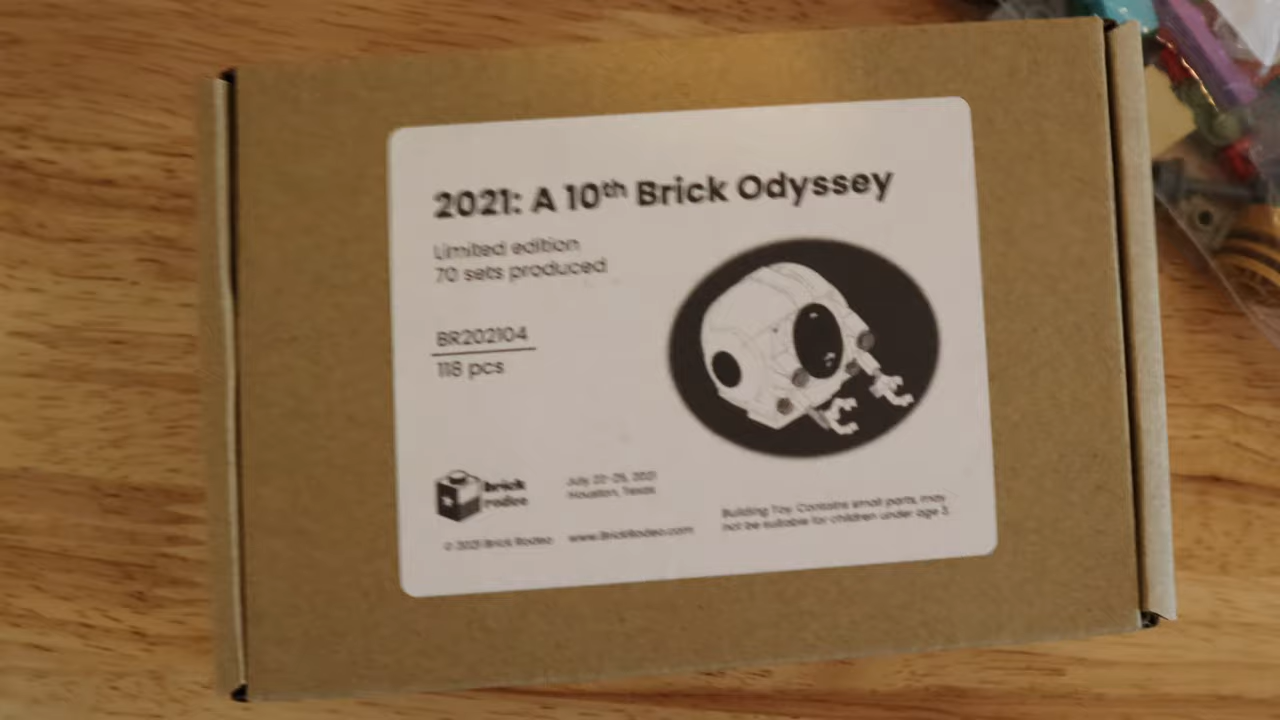 2021: A 10th Brick Odyssey
Limited edition
70 sets produced
BR202104
118 pcs
brick
rodeo
July 22-25, 2021
Houston, Texas
© 2021 Brick Rodeo
www.BrickRodeo.com
Building Toy. Contains small parts, may
not be suitable for children under age 3.